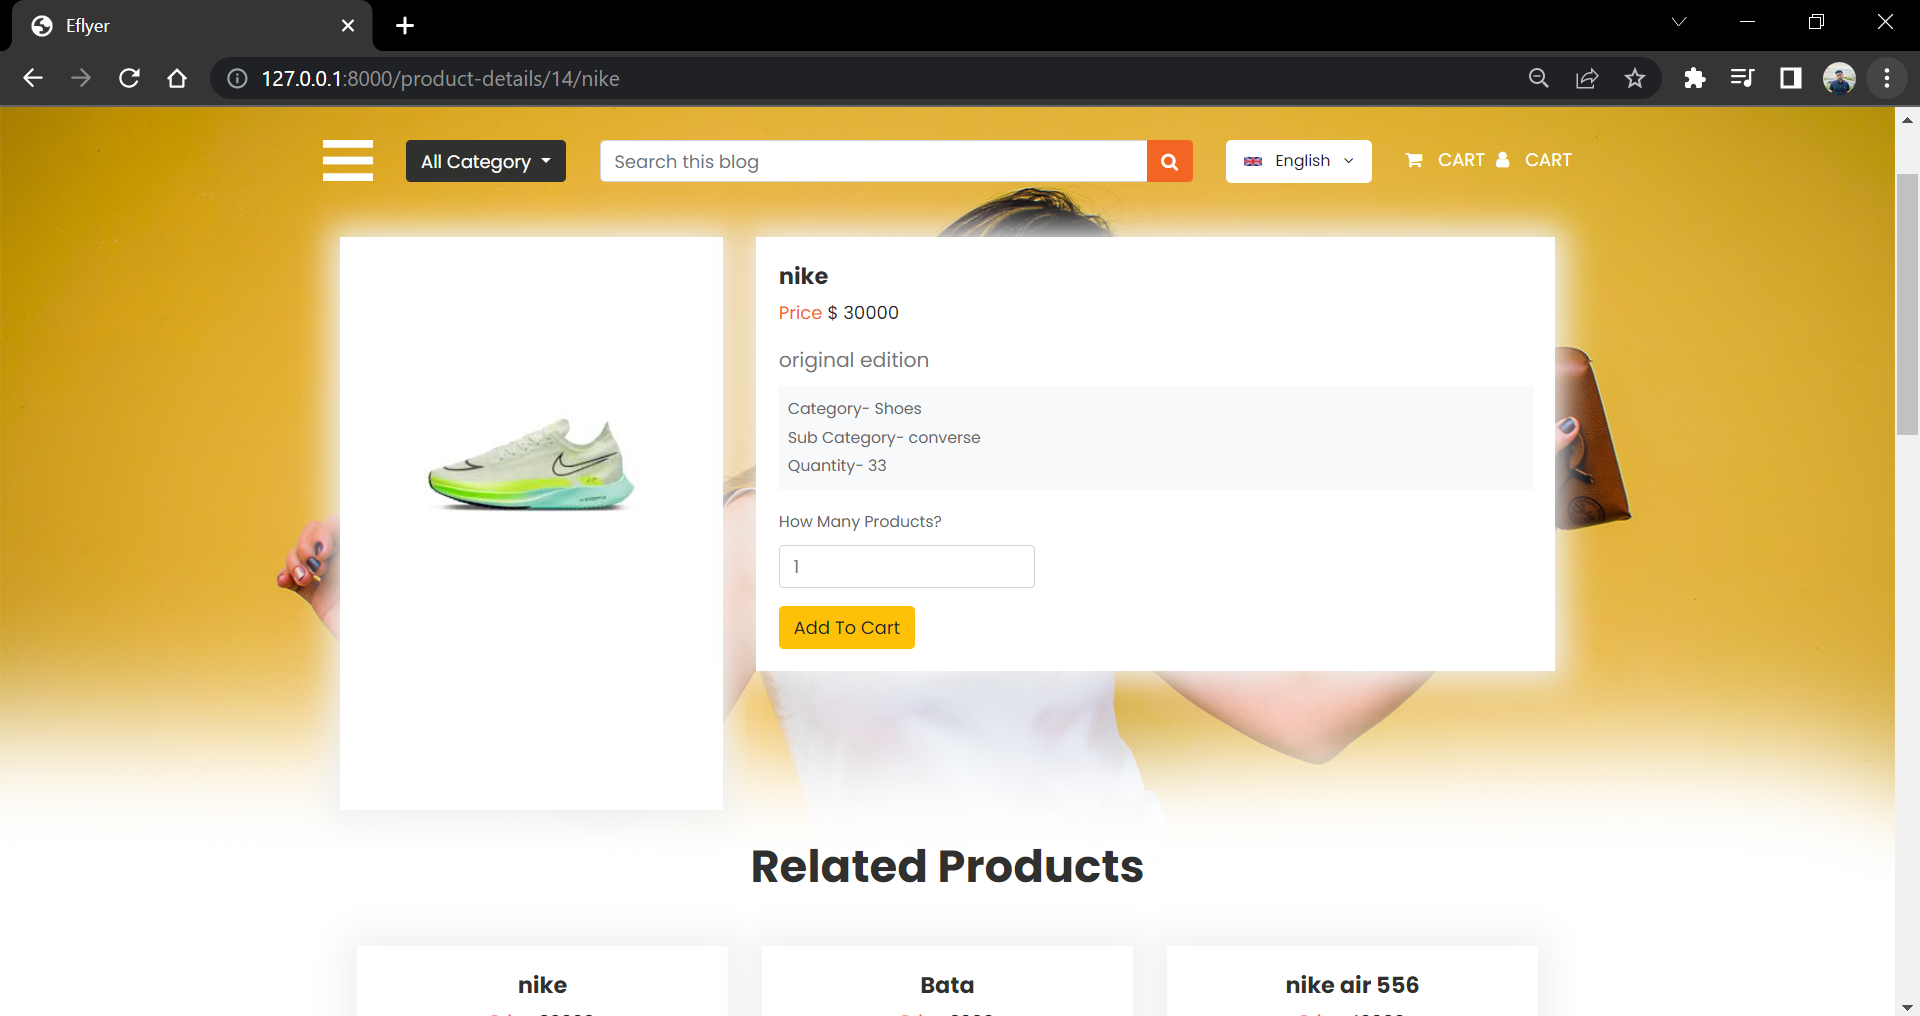 Eflyer
127.0.0.1:8000/product-details/14/nike
All Category
Search this blog
English
CART
CART
nike
Price $ 30000
original edition
Category- Shoes
Sub Category- converse
Quantity- 33
How Many Products?
1
Add To Cart
Related Products
nike
Bata
nike air 556